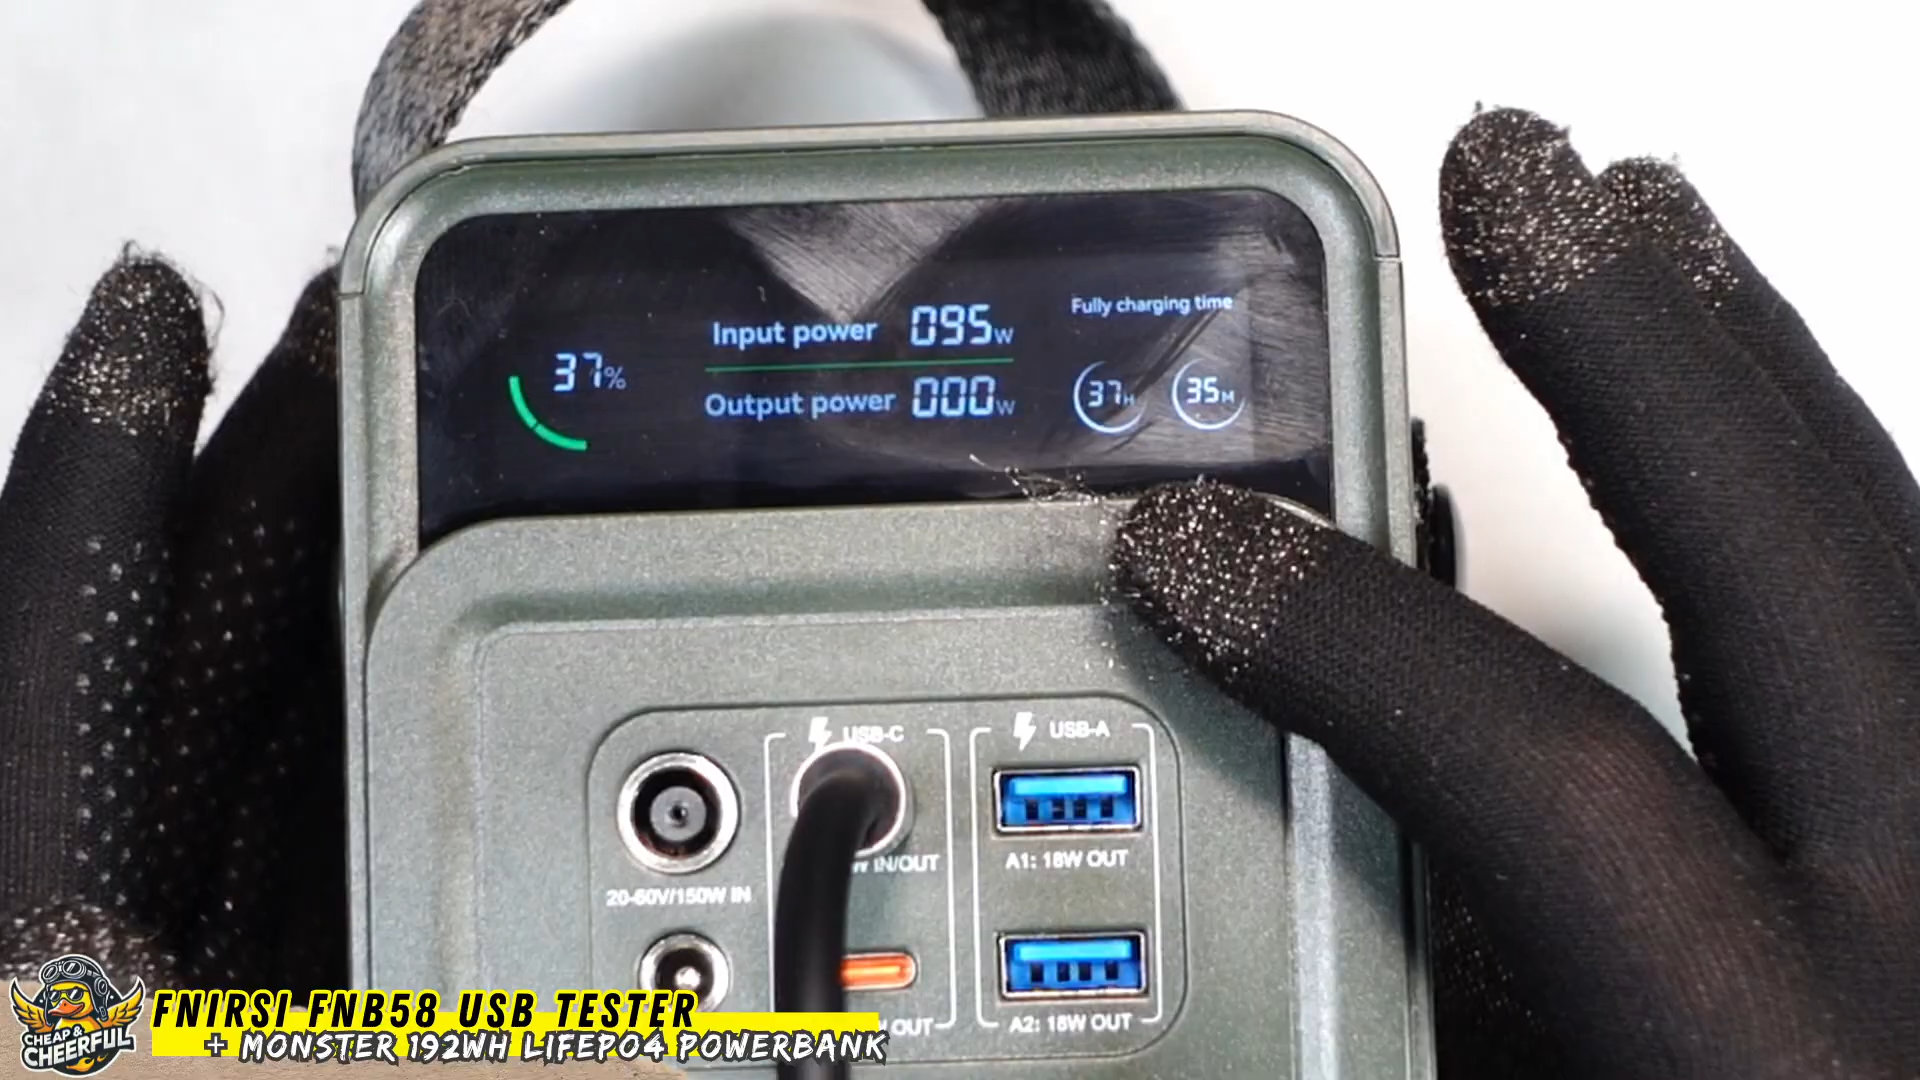 Fully charging time
Input power 095W
37%
Output power 000W
37H 35M
USB-C
USB-A
W IN/OUT
A1: 18W OUT
20-60V/150W IN
OUT
A2: 18W OUT
CHEAP &
CHEERFUL
FNIRSI FNB58 USB TESTER
+ MONSTER 192WH LIFEPO4 POWERBANK